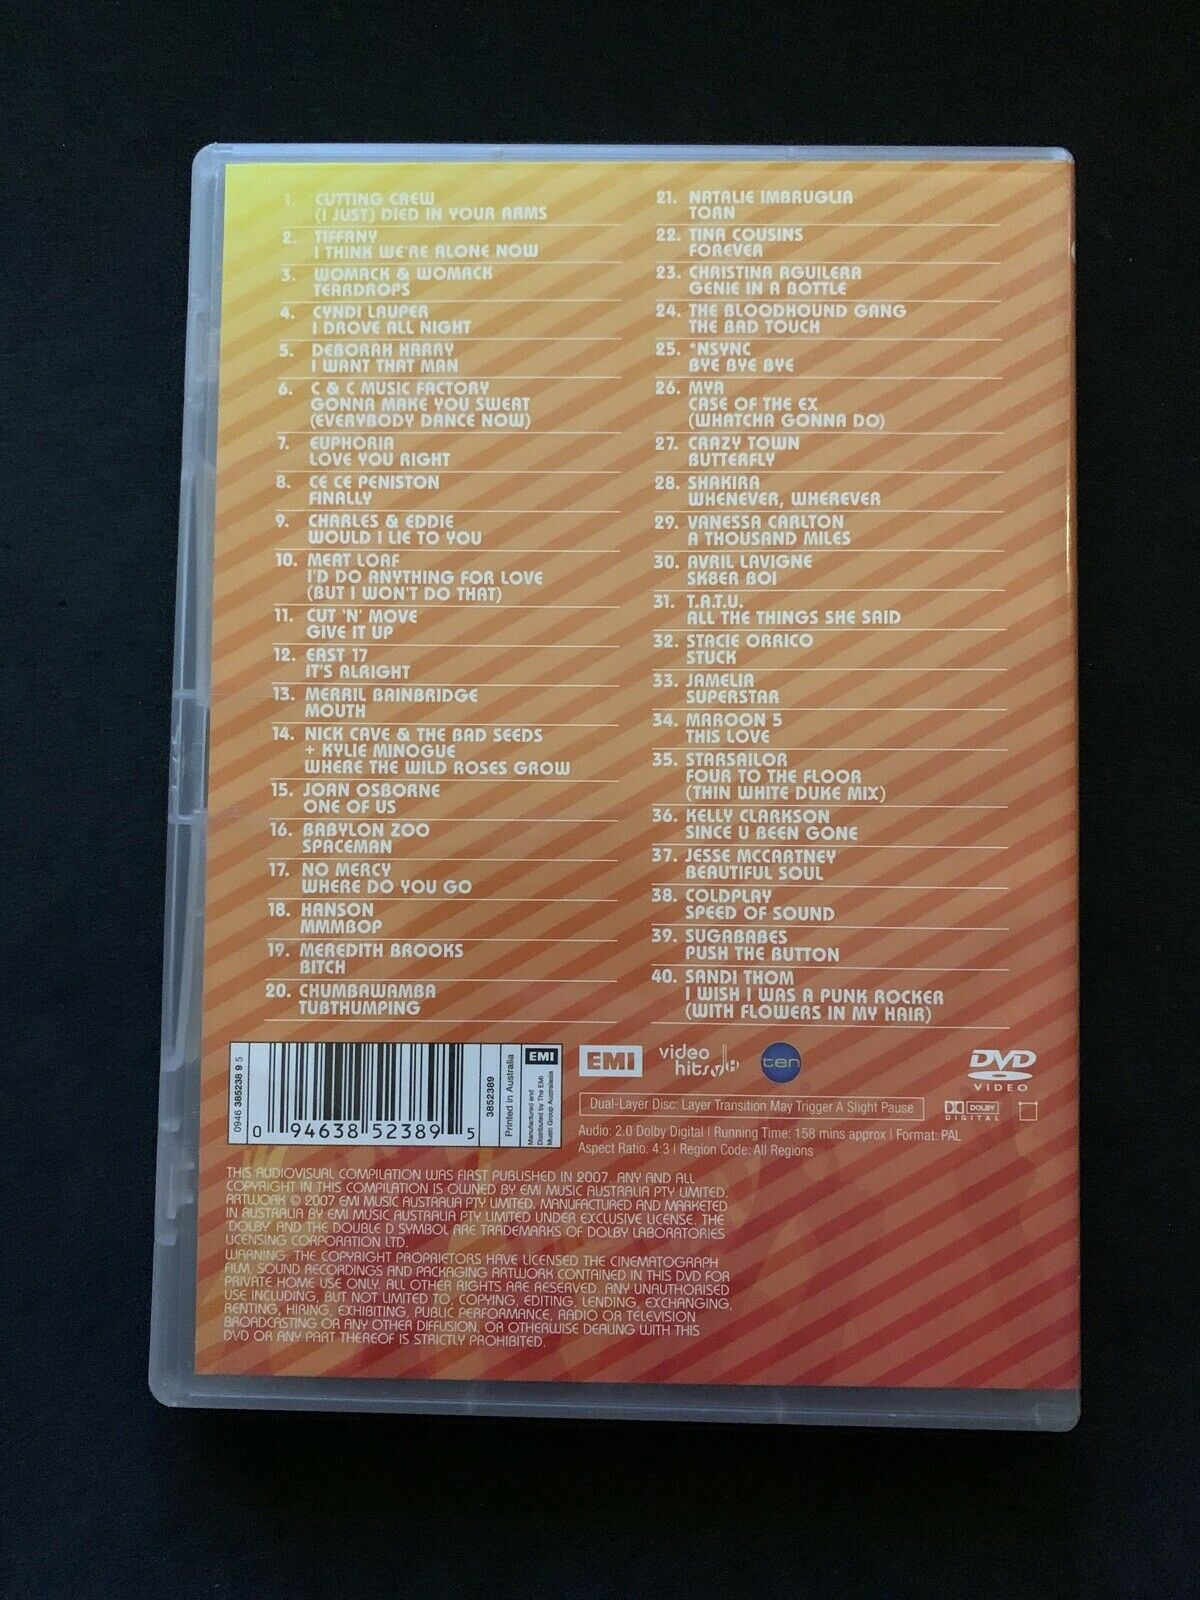 1. CUTTING CREW
(I JUST) DIED IN YOUR ARMS
2. TIFFANY
I THINK WE'RE ALONE NOW
3. WOMACK & WOMACK
TEARDROPS
4. CYNDI LAUPER
I DROVE ALL NIGHT
5. DEBORAH HARRY
I WANT THAT MAN
6. C & C MUSIC FACTORY
GONNA MAKE YOU SWEAT
(EVERYBODY DANCE NOW)
7. EUPHORIA
LOVE YOU RIGHT
8. CE CE PENISTON
FINALLY
9. CHARLES & EDDIE
WOULD I LIE TO YOU
10. MEAT LOAF
I'D DO ANYTHING FOR LOVE
(BUT I WON'T DO THAT)
11. CUT 'N' MOVE
GIVE IT UP
12. EAST 17
IT'S ALRIGHT
13. MERRIL BAINBRIDGE
MOUTH
14. NICK CAVE & THE BAD SEEDS
+ KYLIE MINOGUE
WHERE THE WILD ROSES GROW
15. JOAN OSBORNE
ONE OF US
16. BABYLON ZOO
SPACEMAN
17. NO MERCY
WHERE DO YOU GO
18. HANSON
MMMBOP
19. MEREDITH BROOKS
BITCH
20. CHUMBAWAMBA
TUBTHUMPING
21. NATALIE IMBRUGLIA
TORN
22. TINA COUSINS
FOREVER
23. CHRISTINA AGUILERA
GENIE IN A BOTTLE
24. THE BLOODHOUND GANG
THE BAD TOUCH
25. *NSYNC
BYE BYE BYE
26. MYA
CASE OF THE EX
(WHATCHA GONNA DO)
27. CRAZY TOWN
BUTTERFLY
28. SHAKIRA
WHENEVER, WHEREVER
29. VANESSA CARLTON
A THOUSAND MILES
30. AVRIL LAVIGNE
SK8ER BOI
31. T.A.T.U.
ALL THE THINGS SHE SAID
32. STACIE ORRICO
STUCK
33. JAMELIA
SUPERSTAR
34. MAROON 5
THIS LOVE
35. STARSAILOR
FOUR TO THE FLOOR
(THIN WHITE DUKE MIX)
36. KELLY CLARKSON
SINCE U BEEN GONE
37. JESSE MCCARTNEY
BEAUTIFUL SOUL
38. COLDPLAY
SPEED OF SOUND
39. SUGABABES
PUSH THE BUTTON
40. SANDI THOM
I WISH I WAS A PUNK ROCKER
(WITH FLOWERS IN MY HAIR)
0946 385238 9 5
0 94638 52389 5
3852389
Printed in Australia
EMI
Manufactured and
Distributed by The EMI
Music Group Australasia
EMI
video
hits vh
ten
DVD
VIDEO
Dual-Layer Disc: Layer Transition May Trigger A Slight Pause
DOLBY
DIGITAL
Audio: 2.0 Dolby Digital | Running Time: 158 mins approx | Format: PAL
Aspect Ratio: 4:3 | Region Code: All Regions
THIS AUDIOVISUAL COMPILATION WAS FIRST PUBLISHED IN 2007. ANY AND ALL
COPYRIGHT IN THIS COMPILATION IS OWNED BY EMI MUSIC AUSTRALIA PTY LIMITED.
ARTWORK © 2007 EMI MUSIC AUSTRALIA PTY LIMITED. MANUFACTURED AND MARKETED
IN AUSTRALIA BY EMI MUSIC AUSTRALIA PTY LIMITED UNDER EXCLUSIVE LICENSE. THE
'DOLBY' AND THE DOUBLE D SYMBOL ARE TRADEMARKS OF DOLBY LABORATORIES
LICENSING CORPORATION LTD.
WARNING: THE COPYRIGHT PROPRIETORS HAVE LICENSED THE CINEMATOGRAPH
FILM, SOUND RECORDINGS AND PACKAGING ARTWORK CONTAINED IN THIS DVD FOR
PRIVATE HOME USE ONLY. ALL OTHER RIGHTS ARE RESERVED. ANY UNAUTHORISED
USE INCLUDING, BUT NOT LIMITED TO: COPYING, EDITING, LENDING, EXCHANGING,
RENTING, HIRING, EXHIBITING, PUBLIC PERFORMANCE, RADIO OR TELEVISION
BROADCASTING OR ANY OTHER DIFFUSION, OR OTHERWISE DEALING WITH THIS
DVD OR ANY PART THEREOF IS STRICTLY PROHIBITED.